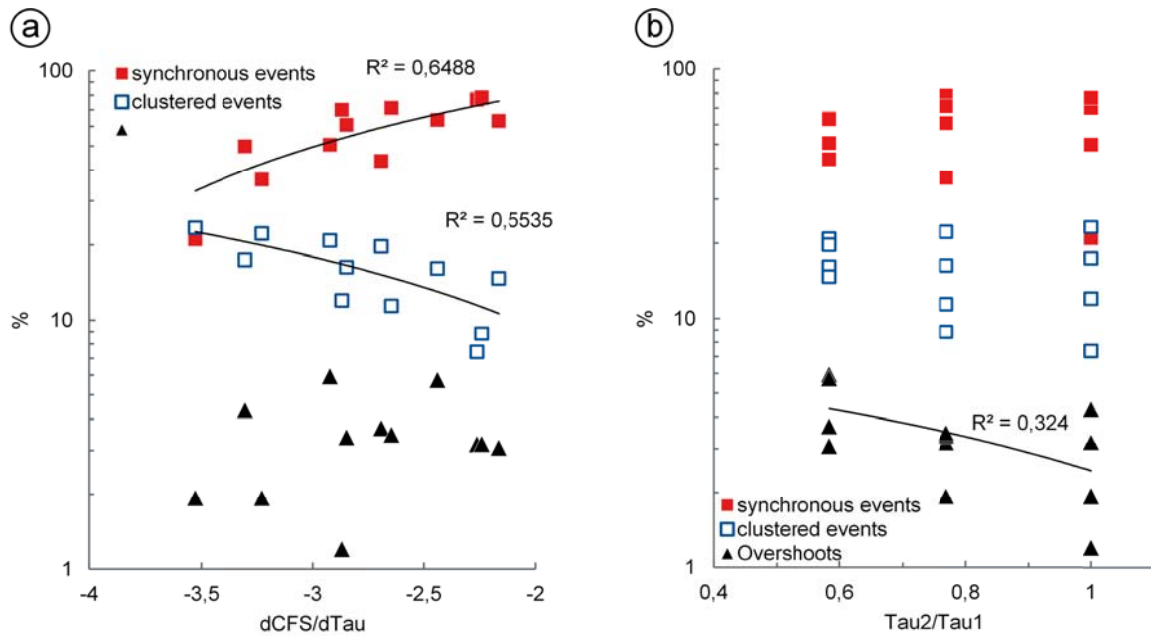 a
R² = 0,6488
synchronous events
clustered events
R² = 0,5535
100
10
1
%
-4
-3,5
-3
-2,5
-2
dCFS/dTau
b
100
10
1
%
R² = 0,324
synchronous events
clustered events
Overshoots
0,4
0,6
0,8
1
Tau2/Tau1